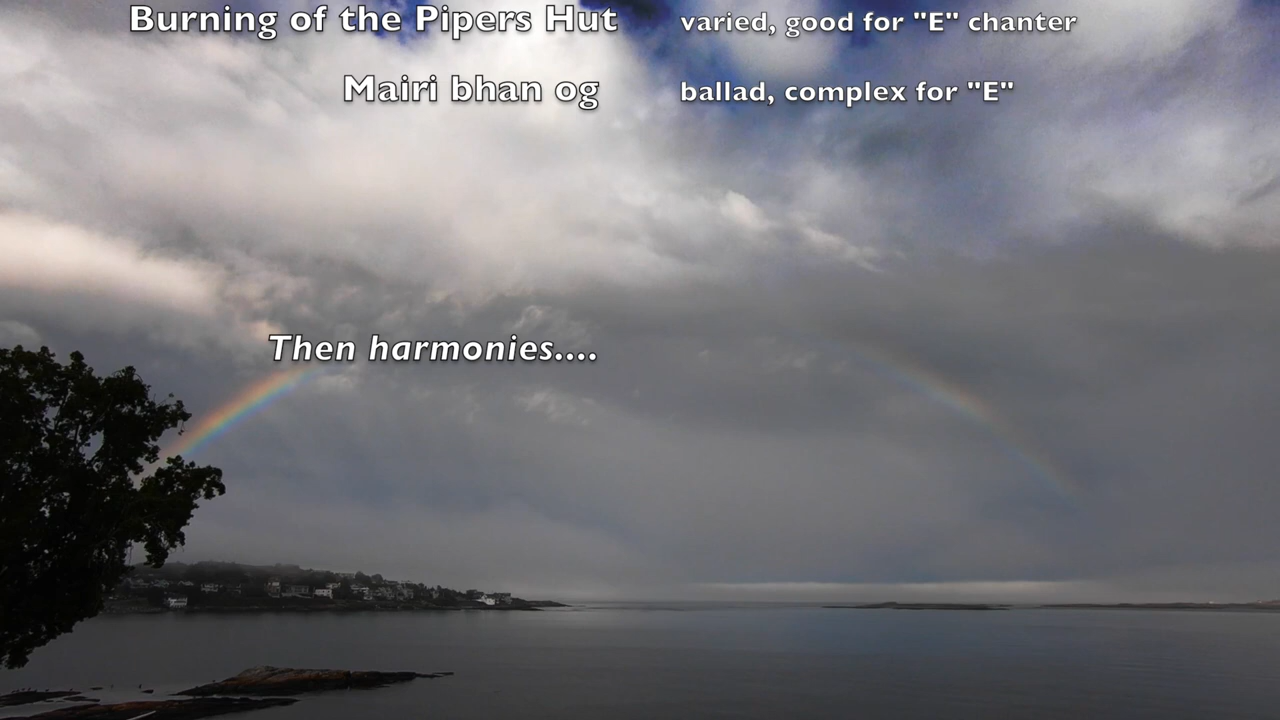 Burning of the Pipers Hut varied, good for "E" chanter
Mairi bhan og ballad, complex for "E"
Then harmonies....